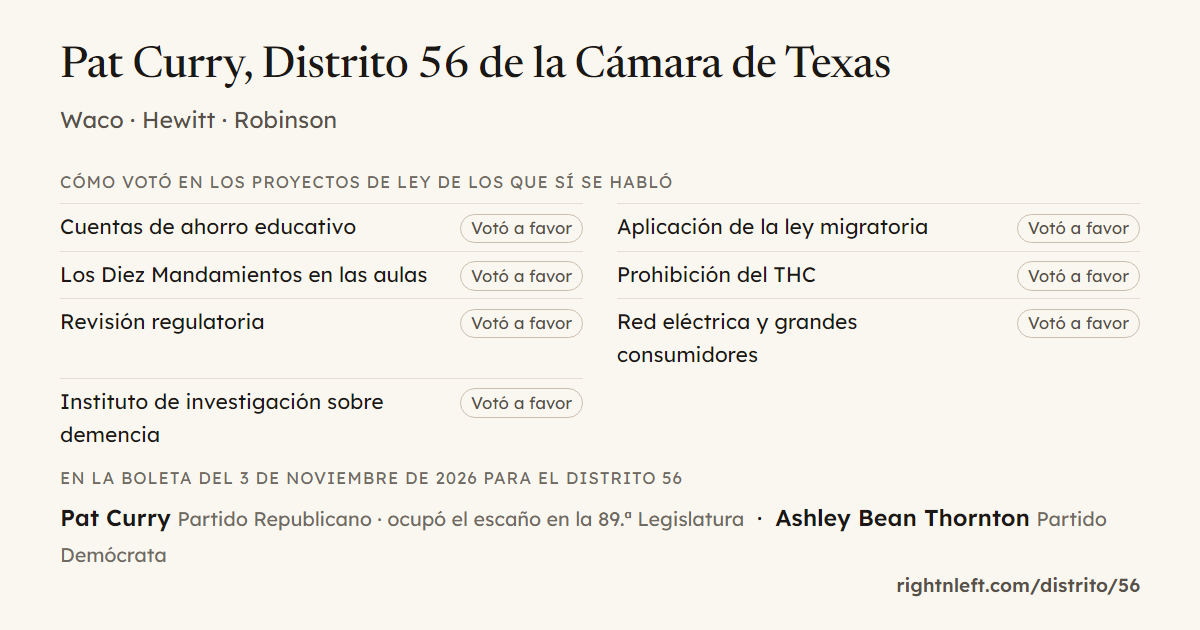 Pat Curry, Distrito 56 de la Cámara de Texas
Waco · Hewitt · Robinson
CÓMO VOTÓ EN LOS PROYECTOS DE LEY DE LOS QUE SÍ SE HABLÓ
Cuentas de ahorro educativo Votó a favor
Aplicación de la ley migratoria Votó a favor
Los Diez Mandamientos en las aulas Votó a favor
Prohibición del THC Votó a favor
Revisión regulatoria Votó a favor
Red eléctrica y grandes Votó a favor
consumidores
Instituto de investigación sobre Votó a favor
demencia
EN LA BOLETA DEL 3 DE NOVIEMBRE DE 2026 PARA EL DISTRITO 56
Pat Curry Partido Republicano · ocupó el escaño en la 89.ª Legislatura · Ashley Bean Thornton Partido
Demócrata
rightnleft.com/distrito/56